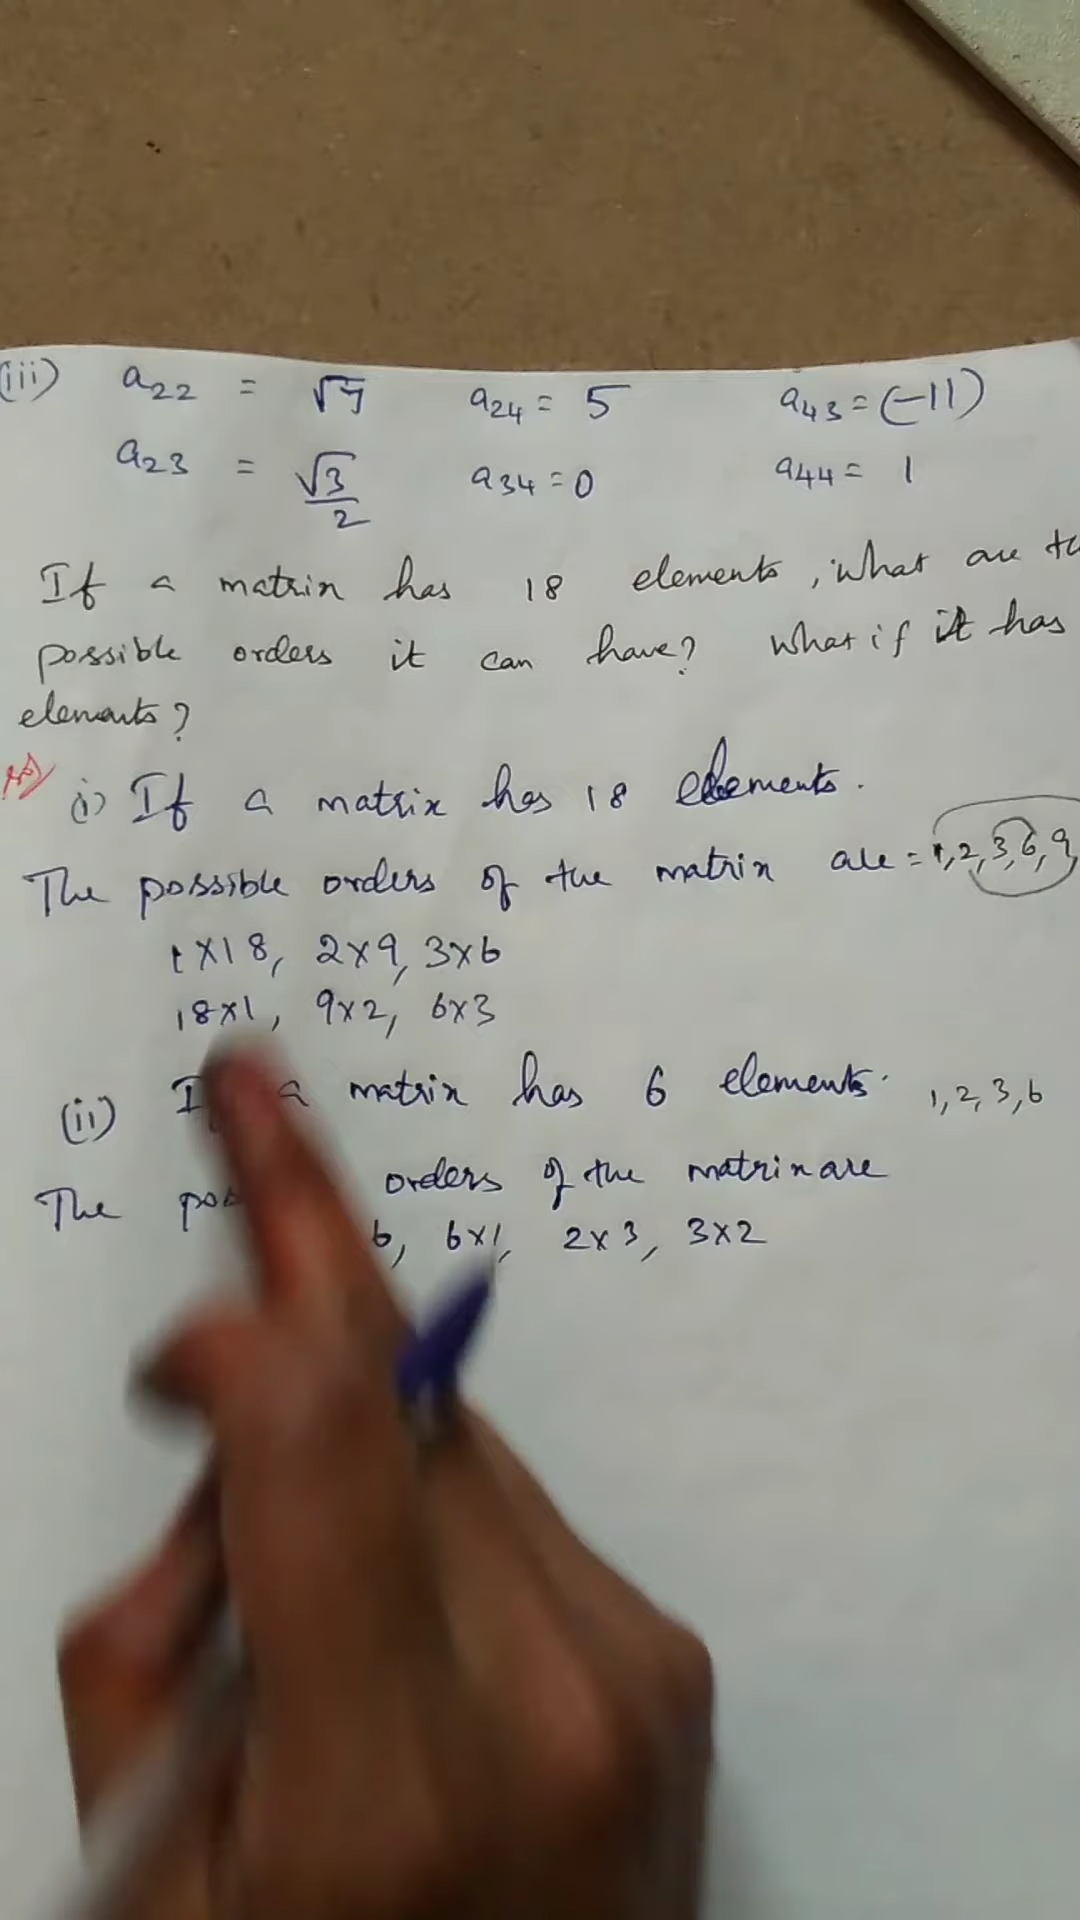 (iii) a22 = √7 a24 = 5 a43 = (-11)
a23 = √3/2 a34 = 0 a44 = 1
If a matrix has 18 elements, what are
possible orders it can have? What if it has
elements?
(i) If a matrix has 18 elements.
The possible orders of the matrix are = 1,2,3,6,9,
1×18, 2×9, 3×6
18×1, 9×2, 6×3
(ii) a matrix has 6 elements. 1,2,3,6
The orders of the matrix are
6, 6×1, 2×3, 3×2